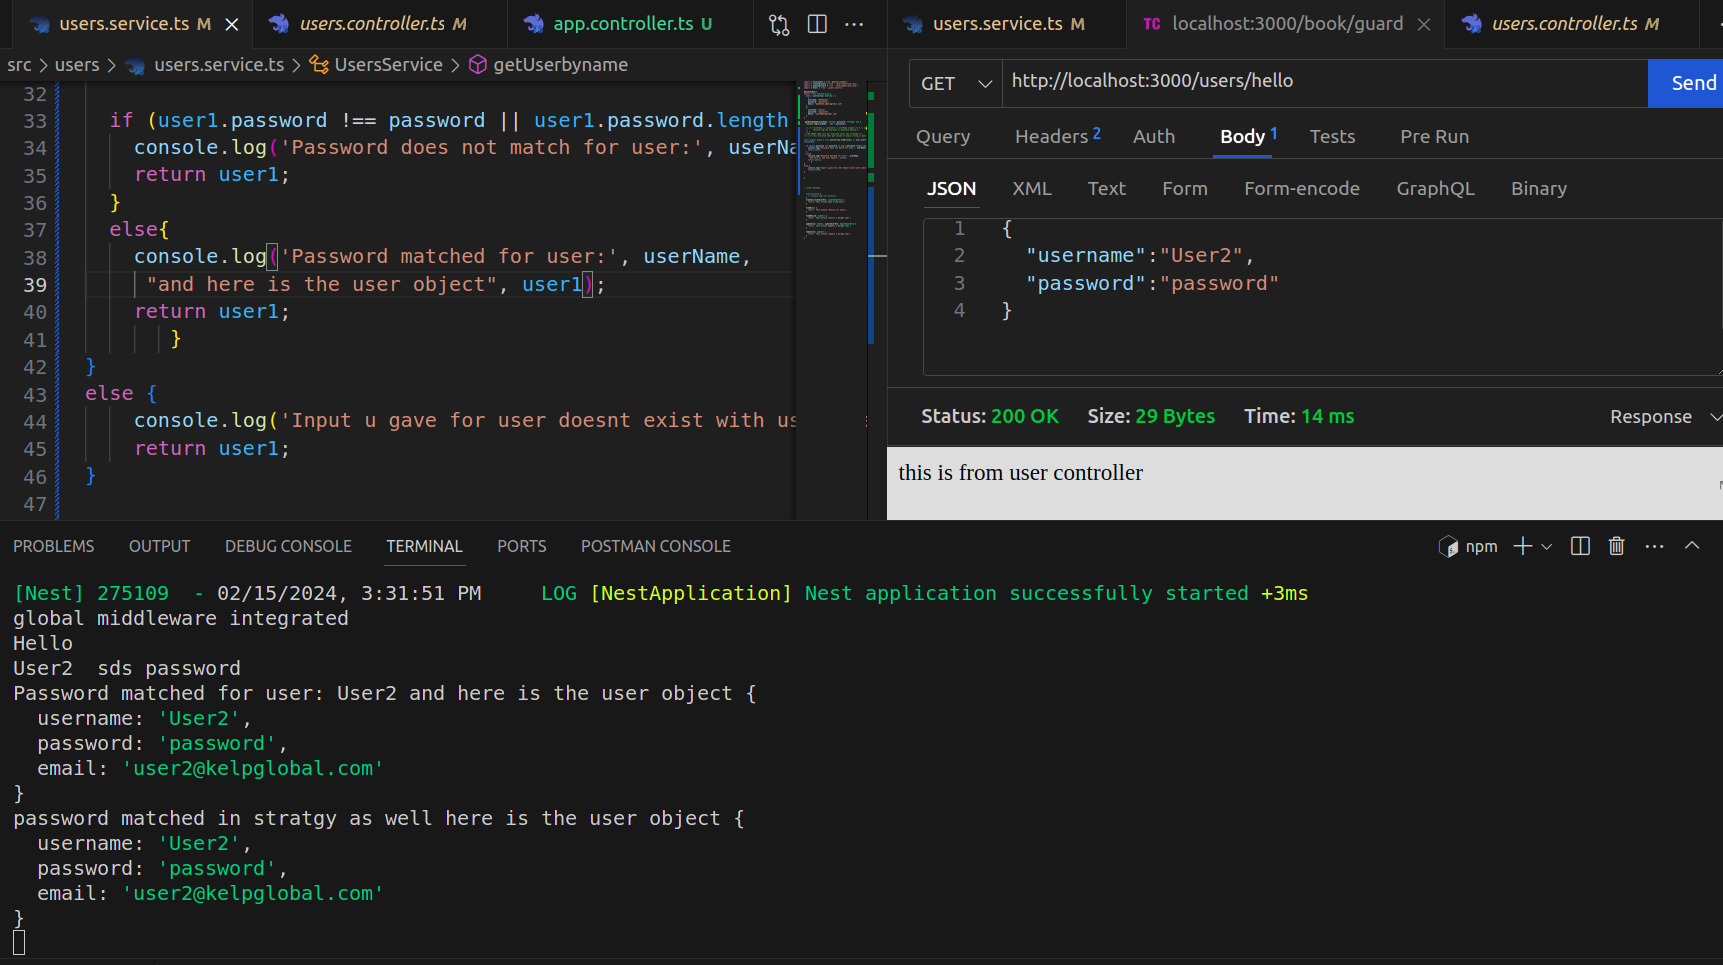 users.service.ts M
users.controller.ts M
app.controller.ts U
src > users > users.service.ts > UsersService > getUserbyname
32
33 if (user1.password !== password || user1.password.length
34 console.log('Password does not match for user:', userNa
35 return user1;
36 }
37 else{
38 console.log('Password matched for user:', userName,
39 "and here is the user object", user1);
40 return user1;
41 }
42 }
43 else {
44 console.log('Input u gave for user doesnt exist with us
45 return user1;
46 }
47
users.service.ts M
TC localhost:3000/book/guard
users.controller.ts M
GET http://localhost:3000/users/hello Send
Query Headers 2 Auth Body 1 Tests Pre Run
JSON XML Text Form Form-encode GraphQL Binary
1 {
2 "username":"User2",
3 "password":"password"
4 }
Status: 200 OK Size: 29 Bytes Time: 14 ms Response
this is from user controller
PROBLEMS OUTPUT DEBUG CONSOLE TERMINAL PORTS POSTMAN CONSOLE npm
[Nest] 275109 - 02/15/2024, 3:31:51 PM LOG [NestApplication] Nest application successfully started +3ms
global middleware integrated
Hello
User2 sds password
Password matched for user: User2 and here is the user object {
username: 'User2',
password: 'password',
email: 'user2@kelpglobal.com'
}
password matched in stratgy as well here is the user object {
username: 'User2',
password: 'password',
email: 'user2@kelpglobal.com'
}